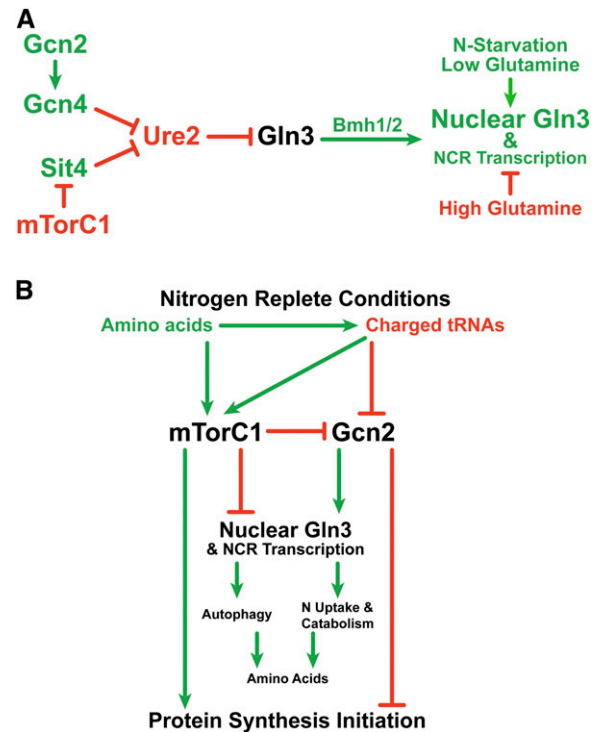 A
Gcn2
Gcn4
Sit4
mTorC1
Ure2
Gln3
Bmh1/2
N-Starvation
Low Glutamine
Nuclear Gln3
&
NCR Transcription
High Glutamine
B
Nitrogen Replete Conditions
Amino acids
Charged tRNAs
mTorC1
Gcn2
Nuclear Gln3
& NCR Transcription
Autophagy
N Uptake &
Catabolism
Amino Acids
Protein Synthesis Initiation